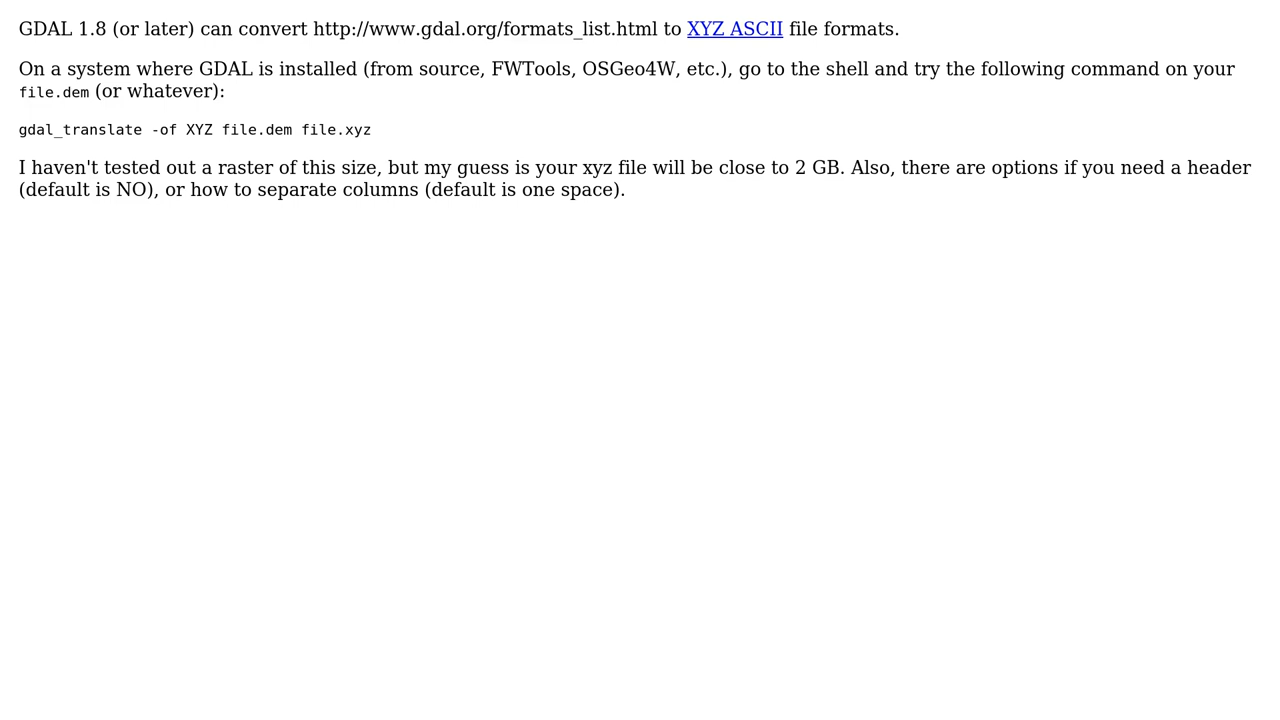 GDAL 1.8 (or later) can convert http://www.gdal.org/formats_list.html to XYZ ASCII file formats.
On a system where GDAL is installed (from source, FWTools, OSGeo4W, etc.), go to the shell and try the following command on your
file.dem (or whatever):
gdal_translate -of XYZ file.dem file.xyz
I haven't tested out a raster of this size, but my guess is your xyz file will be close to 2 GB. Also, there are options if you need a header
(default is NO), or how to separate columns (default is one space).